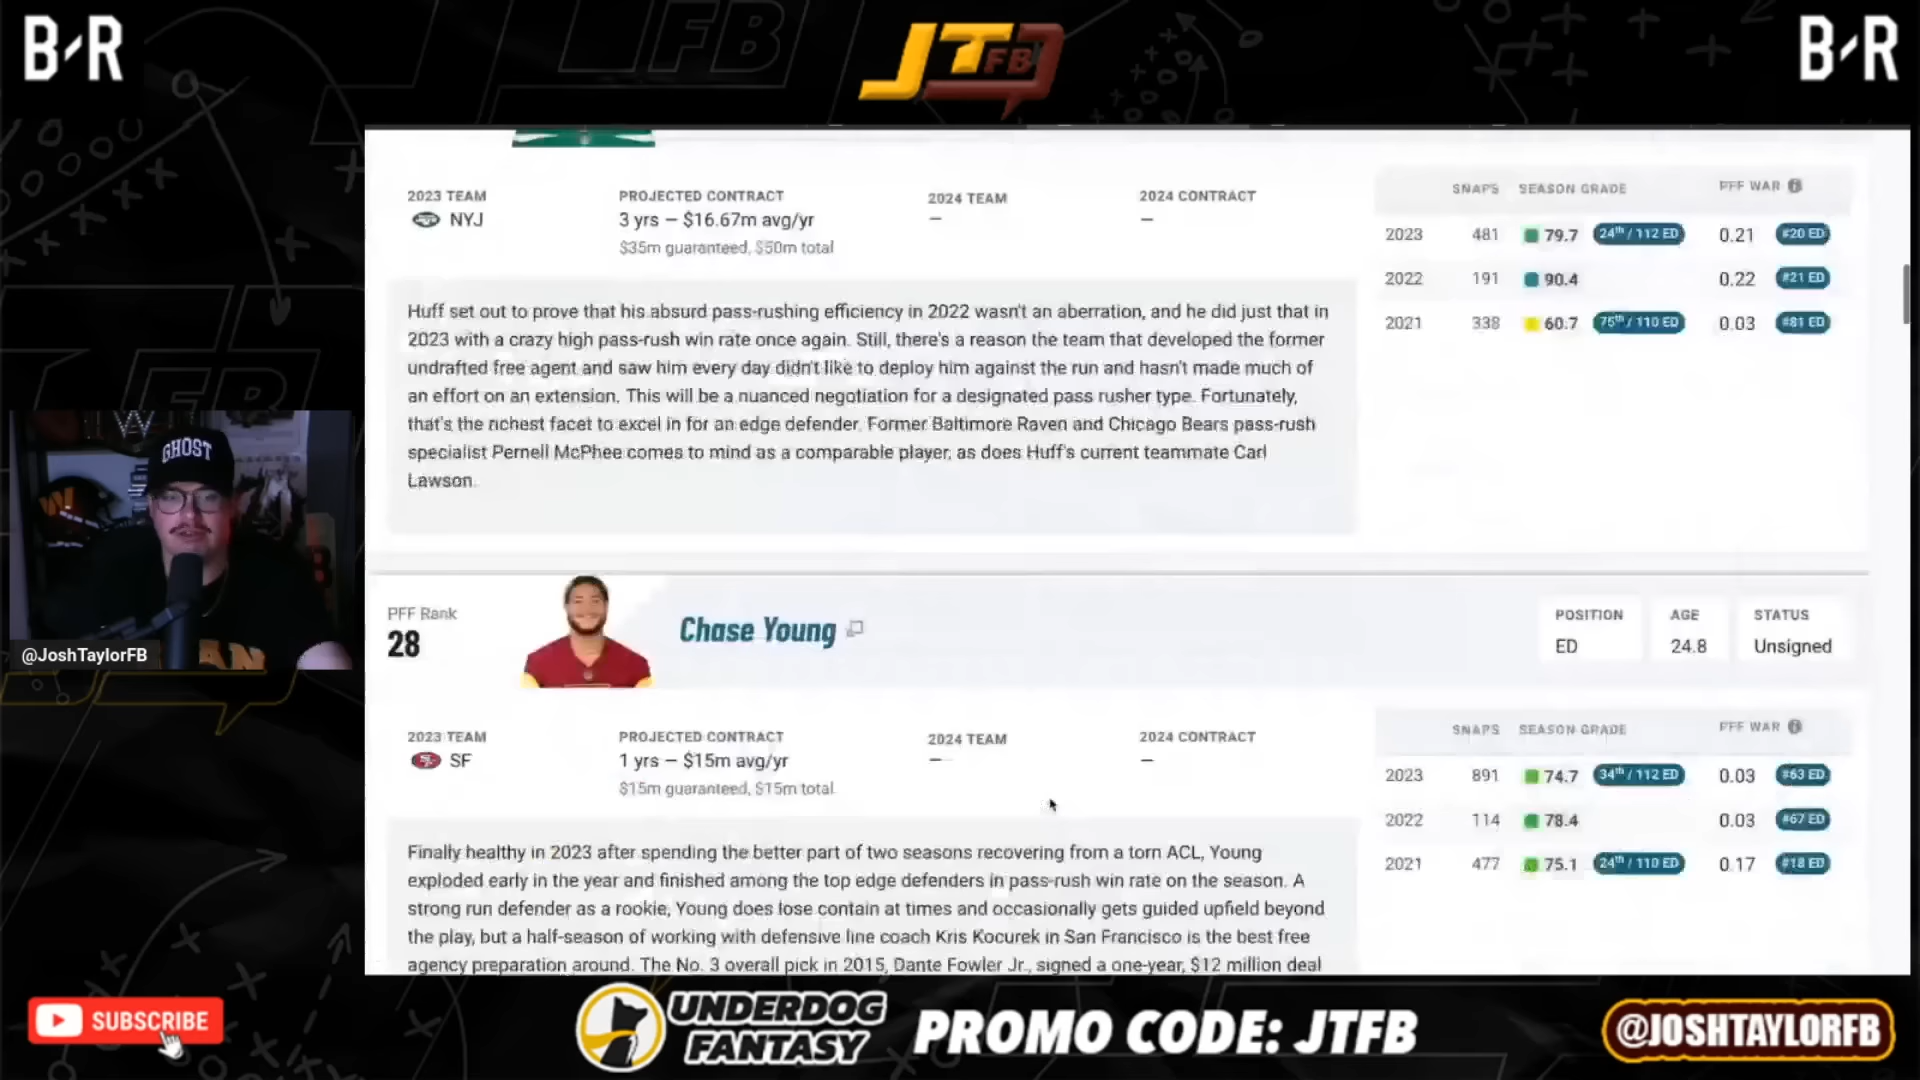 B/R
JTFB
B/R
2023 TEAM
PROJECTED CONTRACT
2024 TEAM
2024 CONTRACT
NYJ
3 yrs – $16.67m avg/yr
–
–
$35m guaranteed, $50m total
SNAPS SEASON GRADE PFF WAR
2023 481 79.7 24th / 112 ED 0.21 #20 ED
2022 191 90.4 0.22 #21 ED
2021 338 60.7 75th / 110 ED 0.03 #81 ED
Huff set out to prove that his absurd pass-rushing efficiency in 2022 wasn't an aberration, and he did just that in
2023 with a crazy high pass-rush win rate once again. Still, there's a reason the team that developed the former
undrafted free agent and saw him every day didn't like to deploy him against the run and hasn't made much of
an effort on an extension. This will be a nuanced negotiation for a designated pass rusher type. Fortunately,
that's the richest facet to excel in for an edge defender. Former Baltimore Raven and Chicago Bears pass-rush
specialist Pernell McPhee comes to mind as a comparable player, as does Huff's current teammate Carl
Lawson.
GHOST
@JoshTaylorFB
PFF Rank
28
Chase Young
POSITION AGE STATUS
ED 24.8 Unsigned
2023 TEAM
PROJECTED CONTRACT
2024 TEAM
2024 CONTRACT
SF
1 yrs – $15m avg/yr
–
–
$15m guaranteed, $15m total
SNAPS SEASON GRADE PFF WAR
2023 891 74.7 34th / 112 ED 0.03 #63 ED
2022 114 78.4 0.03 #67 ED
2021 477 75.1 24th / 110 ED 0.17 #18 ED
Finally healthy in 2023 after spending the better part of two seasons recovering from a torn ACL, Young
exploded early in the year and finished among the top edge defenders in pass-rush win rate on the season. A
strong run defender as a rookie, Young does lose contain at times and occasionally gets guided upfield beyond
the play, but a half-season of working with defensive line coach Kris Kocurek in San Francisco is the best free
agency preparation around. The No. 3 overall pick in 2015, Dante Fowler Jr., signed a one-year, $12 million deal
SUBSCRIBE
UNDERDOG
FANTASY
PROMO CODE: JTFB
@JOSHTAYLORFB